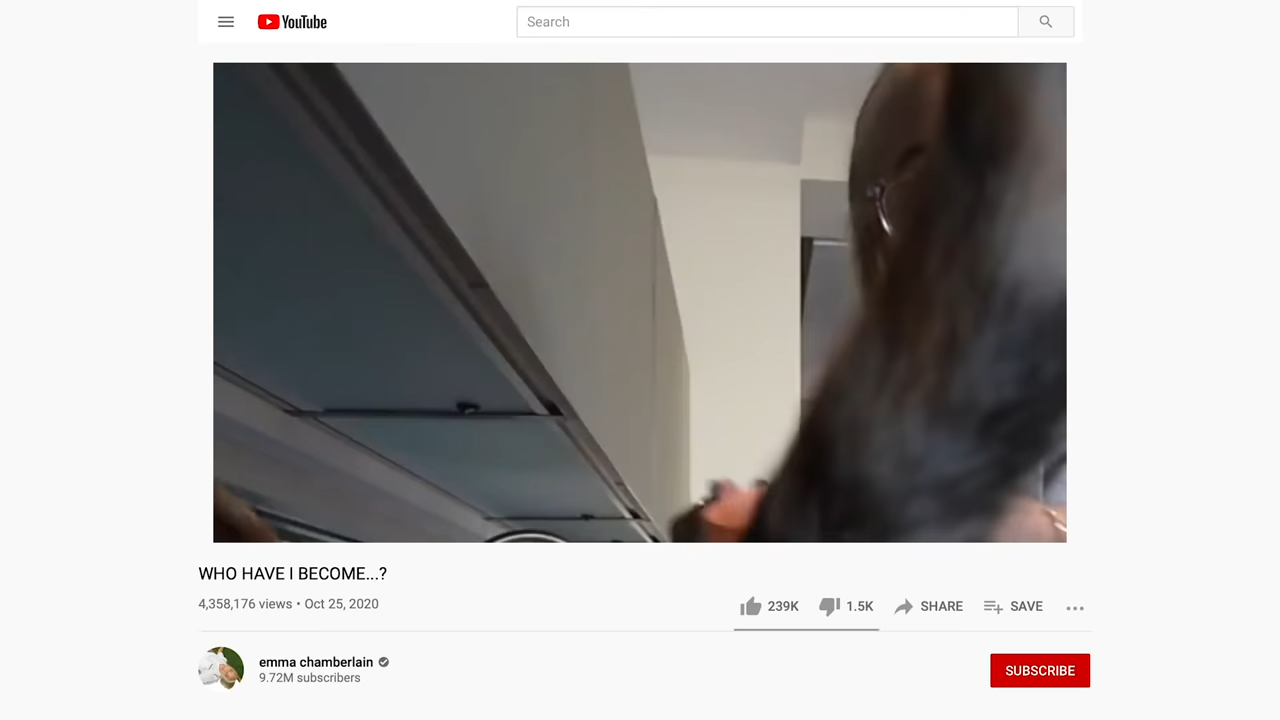 YouTube
Search
WHO HAVE I BECOME...?
4,358,176 views • Oct 25, 2020
239K
1.5K
SHARE
SAVE
emma chamberlain
9.72M subscribers
SUBSCRIBE